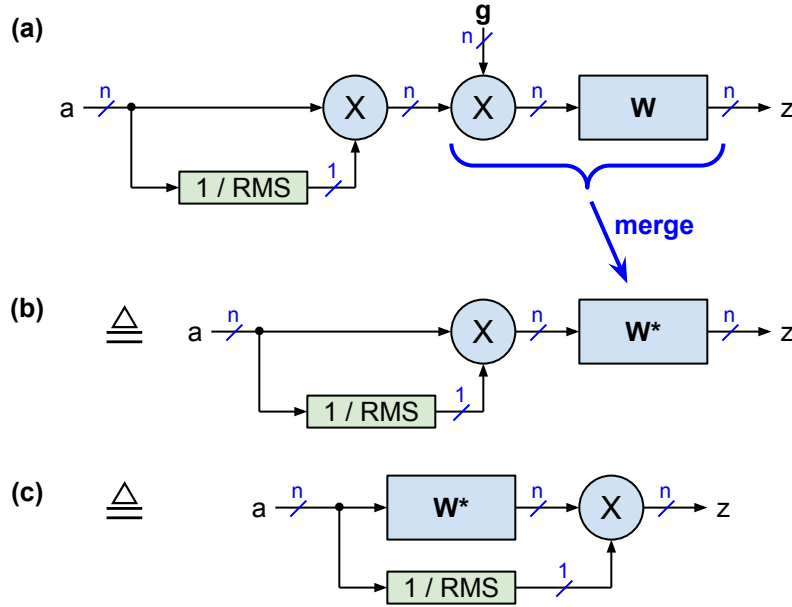 (a)
g
n
a n X n X n W n z
1 / RMS 1
merge
(b) ≜ a n X n W* n z
1 / RMS 1
(c) ≜ a n W* n X n z
1 / RMS 1